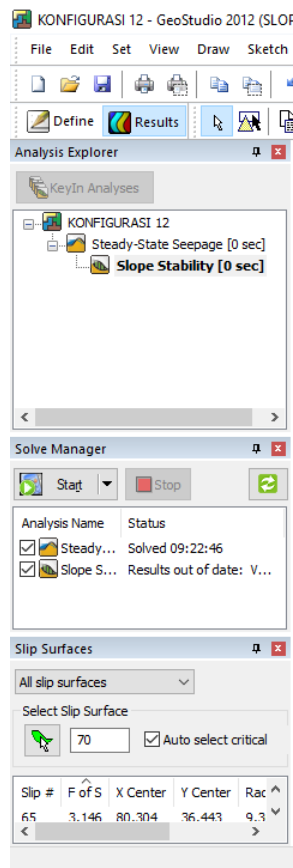 KONFIGURASI 12 - GeoStudio 2012 (SLOP
File Edit Set View Draw Sketch
Define Results
Analysis Explorer
KeyIn Analyses
KONFIGURASI 12
Steady-State Seepage [0 sec]
Slope Stability [0 sec]
Solve Manager
Start Stop
Analysis Name Status
Steady... Solved 09:22:46
Slope S... Results out of date: V...
Slip Surfaces
All slip surfaces
Select Slip Surface
70 Auto select critical
Slip # F of S X Center Y Center Rac
65 3.146 80.304 36.443 9.3